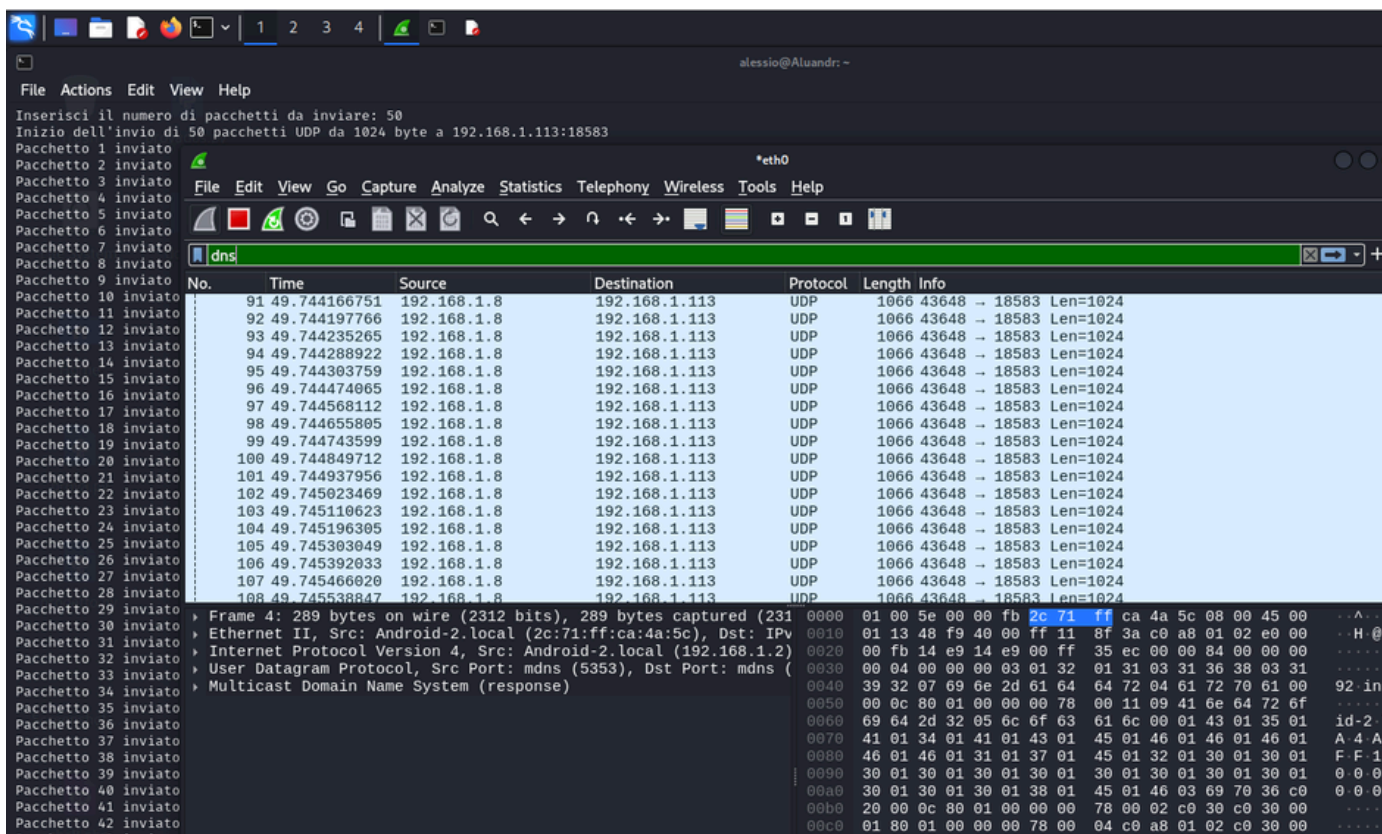 1 2 3 4
alessio@Aluandr: ~
File Actions Edit View Help
Inserisci il numero di pacchetti da inviare: 50
Inizio dell'invio di 50 pacchetti UDP da 1024 byte a 192.168.1.113:18583
Pacchetto 1 inviato
Pacchetto 2 inviato
Pacchetto 3 inviato
Pacchetto 4 inviato
Pacchetto 5 inviato
Pacchetto 6 inviato
Pacchetto 7 inviato
Pacchetto 8 inviato
Pacchetto 9 inviato
Pacchetto 10 inviato
Pacchetto 11 inviato
Pacchetto 12 inviato
Pacchetto 13 inviato
Pacchetto 14 inviato
Pacchetto 15 inviato
Pacchetto 16 inviato
Pacchetto 17 inviato
Pacchetto 18 inviato
Pacchetto 19 inviato
Pacchetto 20 inviato
Pacchetto 21 inviato
Pacchetto 22 inviato
Pacchetto 23 inviato
Pacchetto 24 inviato
Pacchetto 25 inviato
Pacchetto 26 inviato
Pacchetto 27 inviato
Pacchetto 28 inviato
Pacchetto 29 inviato
Pacchetto 30 inviato
Pacchetto 31 inviato
Pacchetto 32 inviato
Pacchetto 33 inviato
Pacchetto 34 inviato
Pacchetto 35 inviato
Pacchetto 36 inviato
Pacchetto 37 inviato
Pacchetto 38 inviato
Pacchetto 39 inviato
Pacchetto 40 inviato
Pacchetto 41 inviato
Pacchetto 42 inviato
*eth0
File Edit View Go Capture Analyze Statistics Telephony Wireless Tools Help
dns
No. Time Source Destination Protocol Length Info
91 49.744166751 192.168.1.8 192.168.1.113 UDP 1066 43648 → 18583 Len=1024
92 49.744197766 192.168.1.8 192.168.1.113 UDP 1066 43648 → 18583 Len=1024
93 49.744235265 192.168.1.8 192.168.1.113 UDP 1066 43648 → 18583 Len=1024
94 49.744288922 192.168.1.8 192.168.1.113 UDP 1066 43648 → 18583 Len=1024
95 49.744303759 192.168.1.8 192.168.1.113 UDP 1066 43648 → 18583 Len=1024
96 49.744474065 192.168.1.8 192.168.1.113 UDP 1066 43648 → 18583 Len=1024
97 49.744568112 192.168.1.8 192.168.1.113 UDP 1066 43648 → 18583 Len=1024
98 49.744655805 192.168.1.8 192.168.1.113 UDP 1066 43648 → 18583 Len=1024
99 49.744743599 192.168.1.8 192.168.1.113 UDP 1066 43648 → 18583 Len=1024
100 49.744849712 192.168.1.8 192.168.1.113 UDP 1066 43648 → 18583 Len=1024
101 49.744937956 192.168.1.8 192.168.1.113 UDP 1066 43648 → 18583 Len=1024
102 49.745023469 192.168.1.8 192.168.1.113 UDP 1066 43648 → 18583 Len=1024
103 49.745110623 192.168.1.8 192.168.1.113 UDP 1066 43648 → 18583 Len=1024
104 49.745196305 192.168.1.8 192.168.1.113 UDP 1066 43648 → 18583 Len=1024
105 49.745303049 192.168.1.8 192.168.1.113 UDP 1066 43648 → 18583 Len=1024
106 49.745392033 192.168.1.8 192.168.1.113 UDP 1066 43648 → 18583 Len=1024
107 49.745466020 192.168.1.8 192.168.1.113 UDP 1066 43648 → 18583 Len=1024
108 49.745538847 192.168.1.8 192.168.1.113 UDP 1066 43648 → 18583 Len=1024
Frame 4: 289 bytes on wire (2312 bits), 289 bytes captured (231
Ethernet II, Src: Android-2.local (2c:71:ff:ca:4a:5c), Dst: IPv
Internet Protocol Version 4, Src: Android-2.local (192.168.1.2)
User Datagram Protocol, Src Port: mdns (5353), Dst Port: mdns (
Multicast Domain Name System (response)
0000 01 00 5e 00 00 fb 2c 71 ff ca 4a 5c 08 00 45 00 ··^···
0010 01 13 48 f9 40 00 ff 11 8f 3a c0 a8 01 02 e0 00 ··H·@
0020 00 fb 14 e9 14 e9 00 ff 35 ec 00 00 84 00 00 00 ·····
0030 00 04 00 00 00 03 01 32 01 31 03 31 36 38 03 31 ·····
0040 39 32 07 69 6e 2d 61 64 64 72 04 61 72 70 61 00 92·in
0050 00 0c 80 01 00 00 00 78 00 11 09 41 6e 64 72 6f ·····
0060 69 64 2d 32 05 6c 6f 63 61 6c 00 01 43 01 35 01 id-2·
0070 41 01 34 01 41 01 43 01 45 01 46 01 46 01 46 01 A·4·A
0080 46 01 46 01 31 01 37 01 45 01 32 01 30 01 30 01 F·F·1
0090 30 01 30 01 30 01 30 01 30 01 30 01 30 01 30 01 0·0·0
00a0 30 01 30 01 30 01 38 01 45 01 46 03 69 70 36 c0 0·0·0
00b0 20 00 0c 80 01 00 00 00 78 00 02 c0 30 c0 30 00 ·····
00c0 01 80 01 00 00 00 78 00 04 c0 a8 01 02 c0 30 00 ·····